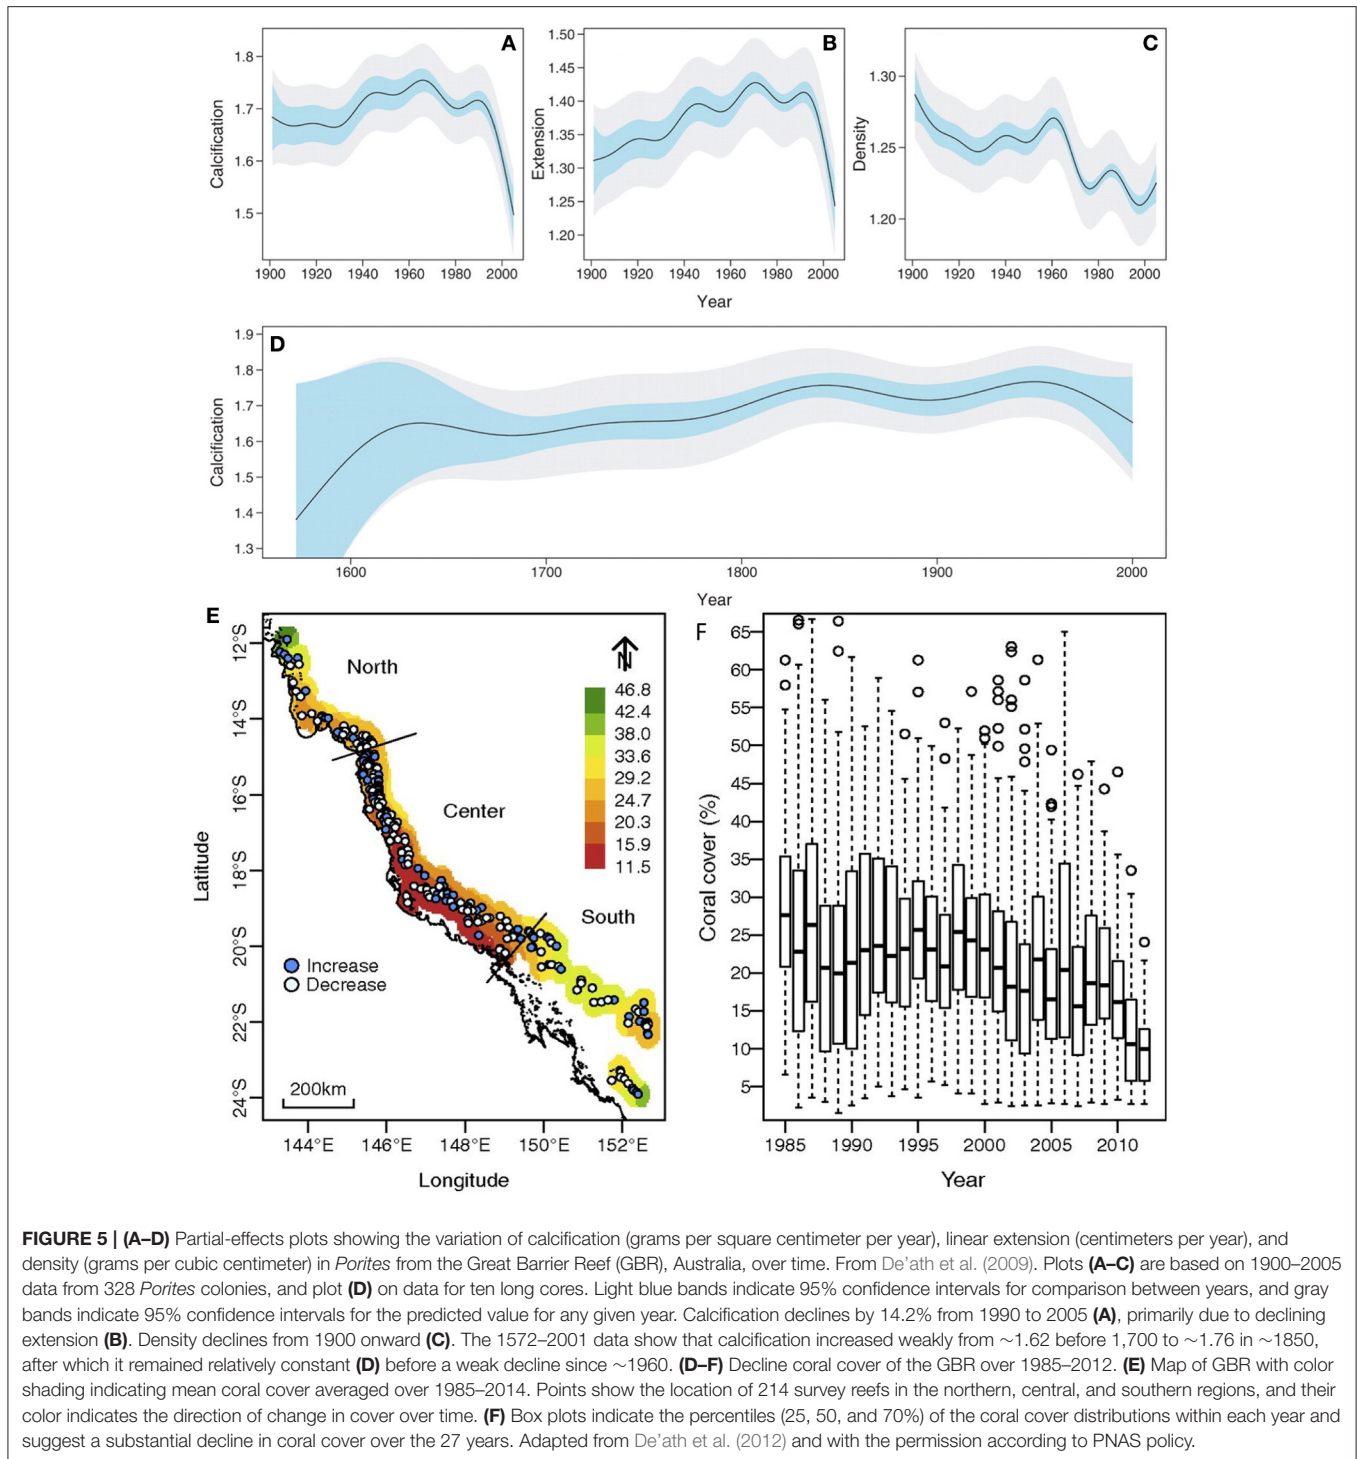 A
1.8
1.7
1.6
1.5
Calcification
1900 1920 1940 1960 1980 2000
B
1.50
1.45
1.40
1.35
1.30
1.25
1.20
Extension
1900 1920 1940 1960 1980 2000
C
1.30
1.25
1.20
Density
1900 1920 1940 1960 1980 2000
Year
D
1.9
1.8
1.7
1.6
1.5
1.4
1.3
Calcification
1600 1700 1800 1900 2000
Year
E
12°S
14°S
16°S
18°S
20°S
22°S
24°S
Latitude
North
Center
South
N
46.8
42.4
38.0
33.6
29.2
24.7
20.3
15.9
11.5
Increase
Decrease
200km
144°E 146°E 148°E 150°E 152°E
Longitude
F
65
60
55
50
45
40
35
30
25
20
15
10
5
Coral cover (%)
1985 1990 1995 2000 2005 2010
Year
FIGURE 5 | (A–D) Partial-effects plots showing the variation of calcification (grams per square centimeter per year), linear extension (centimeters per year), and
density (grams per cubic centimeter) in Porites from the Great Barrier Reef (GBR), Australia, over time. From De'ath et al. (2009). Plots (A–C) are based on 1900–2005
data from 328 Porites colonies, and plot (D) on data for ten long cores. Light blue bands indicate 95% confidence intervals for comparison between years, and gray
bands indicate 95% confidence intervals for the predicted value for any given year. Calcification declines by 14.2% from 1990 to 2005 (A), primarily due to declining
extension (B). Density declines from 1900 onward (C). The 1572–2001 data show that calcification increased weakly from ∼1.62 before 1,700 to ∼1.76 in ∼1850,
after which it remained relatively constant (D) before a weak decline since ∼1960. (D–F) Decline coral cover of the GBR over 1985–2012. (E) Map of GBR with color
shading indicating mean coral cover averaged over 1985–2014. Points show the location of 214 survey reefs in the northern, central, and southern regions, and their
color indicates the direction of change in cover over time. (F) Box plots indicate the percentiles (25, 50, and 70%) of the coral cover distributions within each year and
suggest a substantial decline in coral cover over the 27 years. Adapted from De'ath et al. (2012) and with the permission according to PNAS policy.